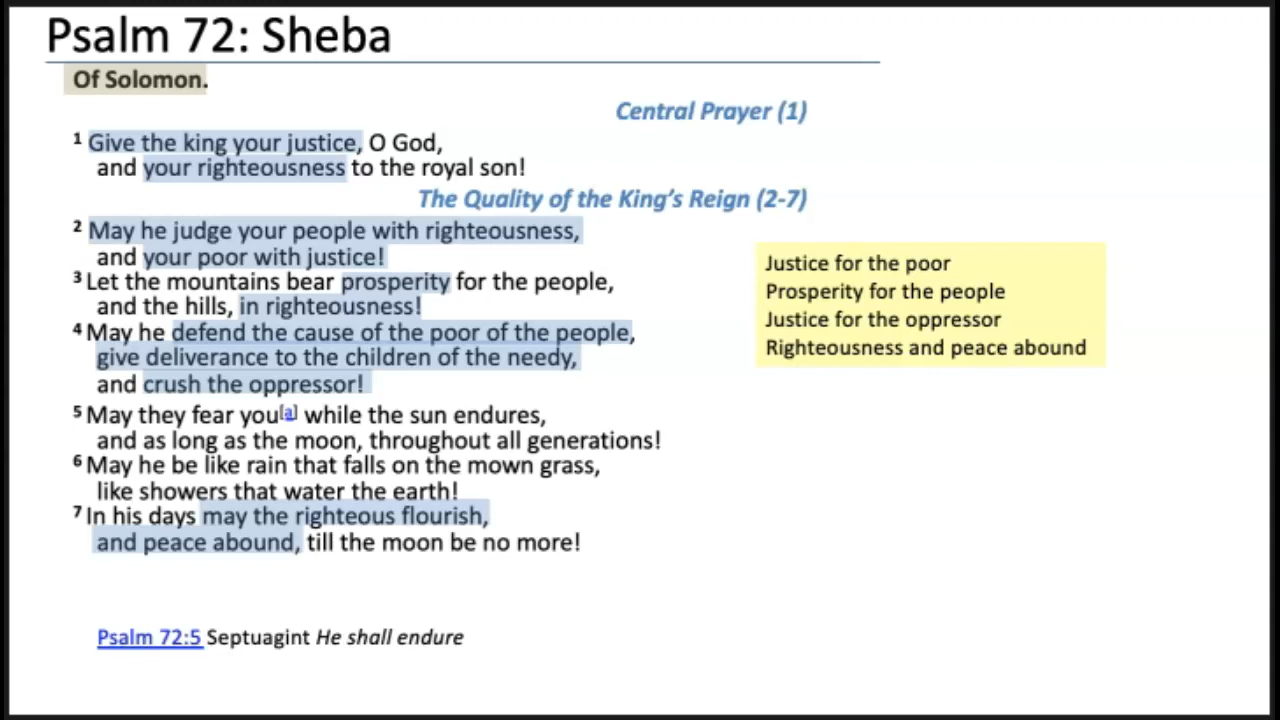 Psalm 72: Sheba
Of Solomon.
Central Prayer (1)
1 Give the king your justice, O God,
and your righteousness to the royal son!
The Quality of the King's Reign (2-7)
2 May he judge your people with righteousness,
and your poor with justice!
3 Let the mountains bear prosperity for the people,
and the hills, in righteousness!
4 May he defend the cause of the poor of the people,
give deliverance to the children of the needy,
and crush the oppressor!
5 May they fear you[a] while the sun endures,
and as long as the moon, throughout all generations!
6 May he be like rain that falls on the mown grass,
like showers that water the earth!
7 In his days may the righteous flourish,
and peace abound, till the moon be no more!
Justice for the poor
Prosperity for the people
Justice for the oppressor
Righteousness and peace abound
Psalm 72:5 Septuagint He shall endure